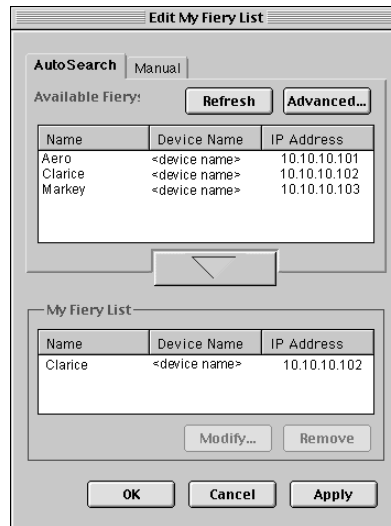 Edit My Fiery List
AutoSearch Manual
Available Fiery: Refresh Advanced...
Name Device Name IP Address
Aero <device name> 10.10.10.101
Clarice <device name> 10.10.10.102
Markey <device name> 10.10.10.103
My Fiery List
Name Device Name IP Address
Clarice <device name> 10.10.10.102
Modify... Remove
OK Cancel Apply